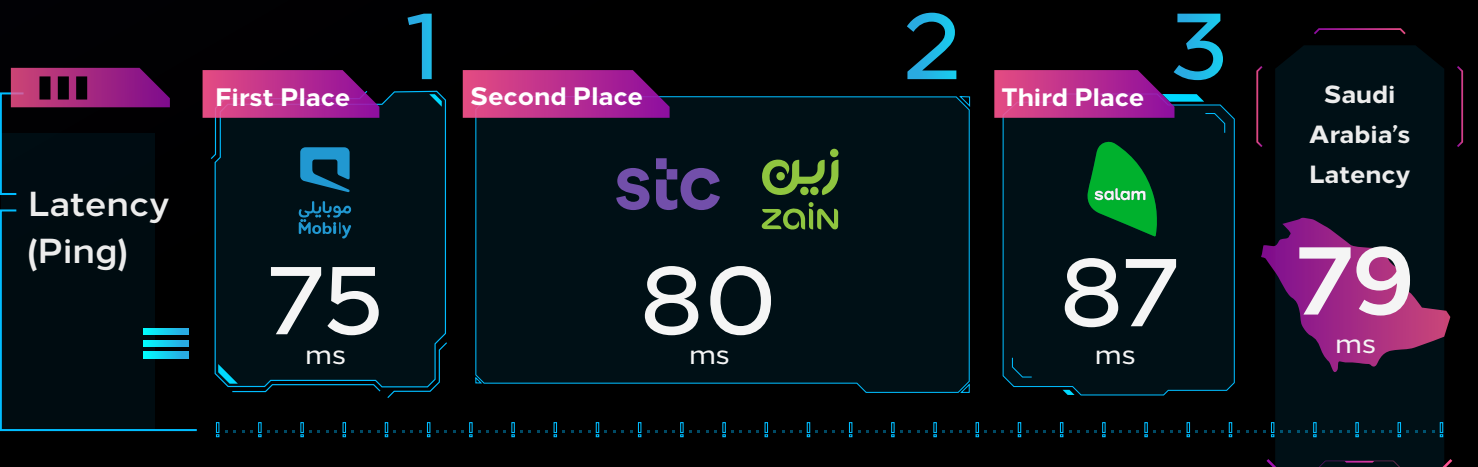 Latency
(Ping)
1
First Place
موبايلي
Mobily
75
ms
2
Second Place
stc
زين
zain
80
ms
3
Third Place
salam
87
ms
Saudi
Arabia's
Latency
79
ms